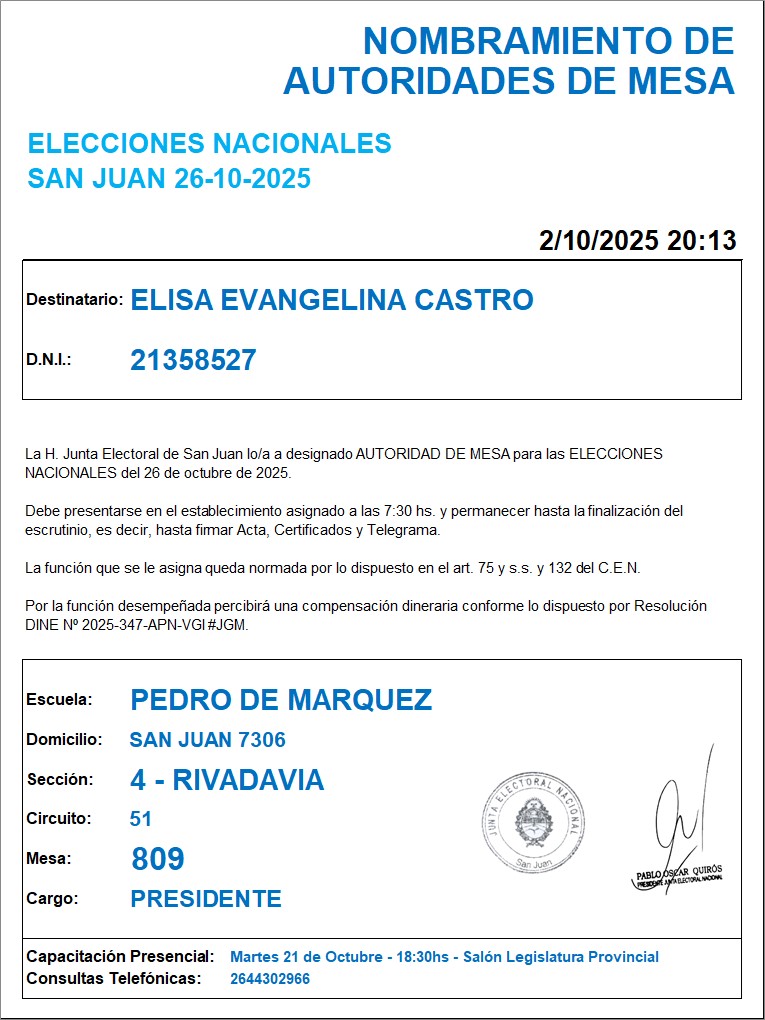 NOMBRAMIENTO DE
AUTORIDADES DE MESA
ELECCIONES NACIONALES
SAN JUAN 26-10-2025
2/10/2025 20:13
Destinatario: ELISA EVANGELINA CASTRO
D.N.I.: 21358527
La H. Junta Electoral de San Juan lo/a a designado AUTORIDAD DE MESA para las ELECCIONES
NACIONALES del 26 de octubre de 2025.
Debe presentarse en el establecimiento asignado a las 7:30 hs. y permanecer hasta la finalización del
escrutinio, es decir, hasta firmar Acta, Certificados y Telegrama.
La función que se le asigna queda normada por lo dispuesto en el art. 75 y s.s. y 132 del C.E.N.
Por la función desempeñada percibirá una compensación dineraria conforme lo dispuesto por Resolución
DINE Nº 2025-347-APN-VGI#JGM.
Escuela: PEDRO DE MARQUEZ
Domicilio: SAN JUAN 7306
Sección: 4 - RIVADAVIA
Circuito: 51
Mesa: 809
Cargo: PRESIDENTE
JUNTA ELECTORAL NACIONAL
San Juan
PABLO OSCAR QUIRÓS
PRESIDENTE JUNTA ELECTORAL NACIONAL
Capacitación Presencial: Martes 21 de Octubre - 18:30hs - Salón Legislatura Provincial
Consultas Telefónicas: 2644302966